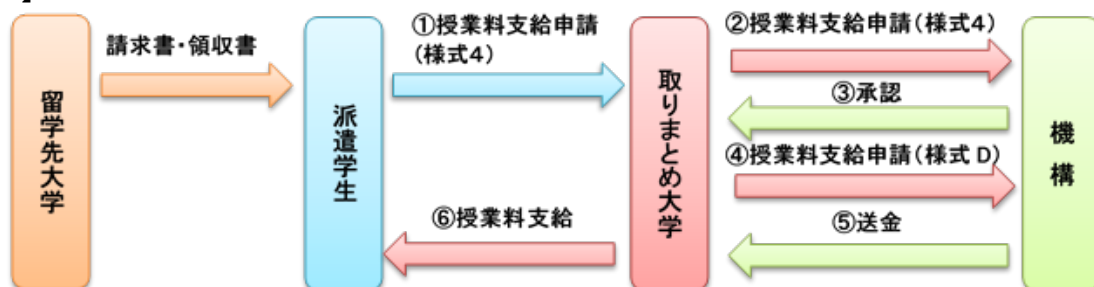 請求書・領収書
①授業料支給申請
(様式4)
②授業料支給申請(様式4)
③承認
④授業料支給申請(様式 D)
⑤送金
⑥授業料支給
留学先大学
派遣学生
取りまとめ大学
機構